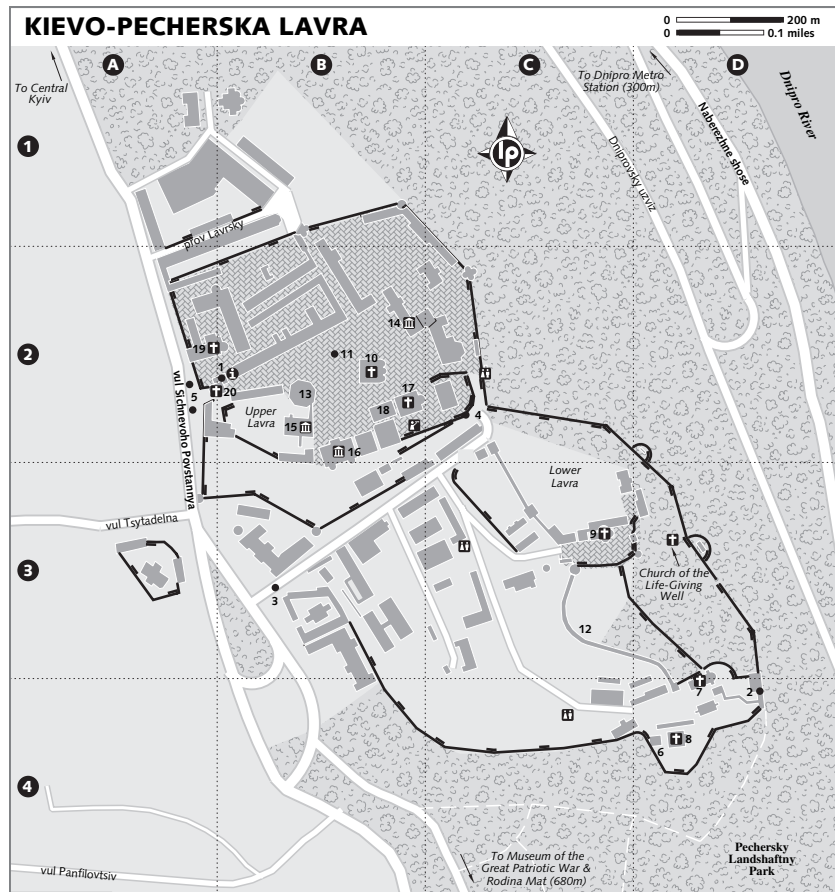 KIEVO-PECHERSKA LAVRA
0 200 m
0 0.1 miles
A
B
C
D
To Central
Kyiv
To Dnipro Metro
Station (300m)
Dnipro River
Naberezhne shose
Dniprovsky uzviz
1
lp
prov Lavrsky
2
14
11
10
19
1
i
5
20
13
17
18
15
16
4
Upper
Lavra
vul Sichnevoho Povstannya
Lower
Lavra
vul Tsytadelna
9
3
3
Church of the
Life-Giving
Well
12
7
2
8
6
4
vul Panfilovtsiv
To Museum of the
Great Patriotic War &
Rodina Mat (680m)
Pechersky
Landshaftny
Park